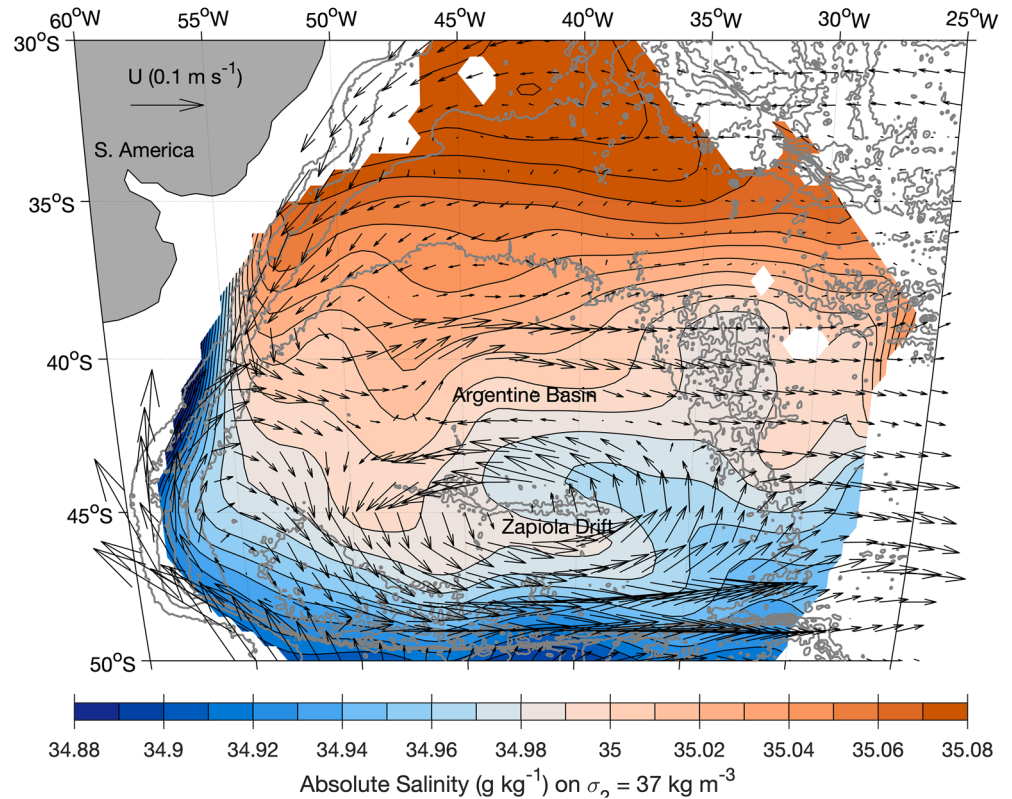 60°W 55°W 50°W 45°W 40°W 35°W 30°W 25°W
30°S
U (0.1 m s⁻¹)
S. America
35°S
40°S
Argentine Basin
45°S
Zapiola Drift
50°S
34.88 34.9 34.92 34.94 34.96 34.98 35 35.02 35.04 35.06 35.08
Absolute Salinity (g kg⁻¹) on σ₂ = 37 kg m⁻³